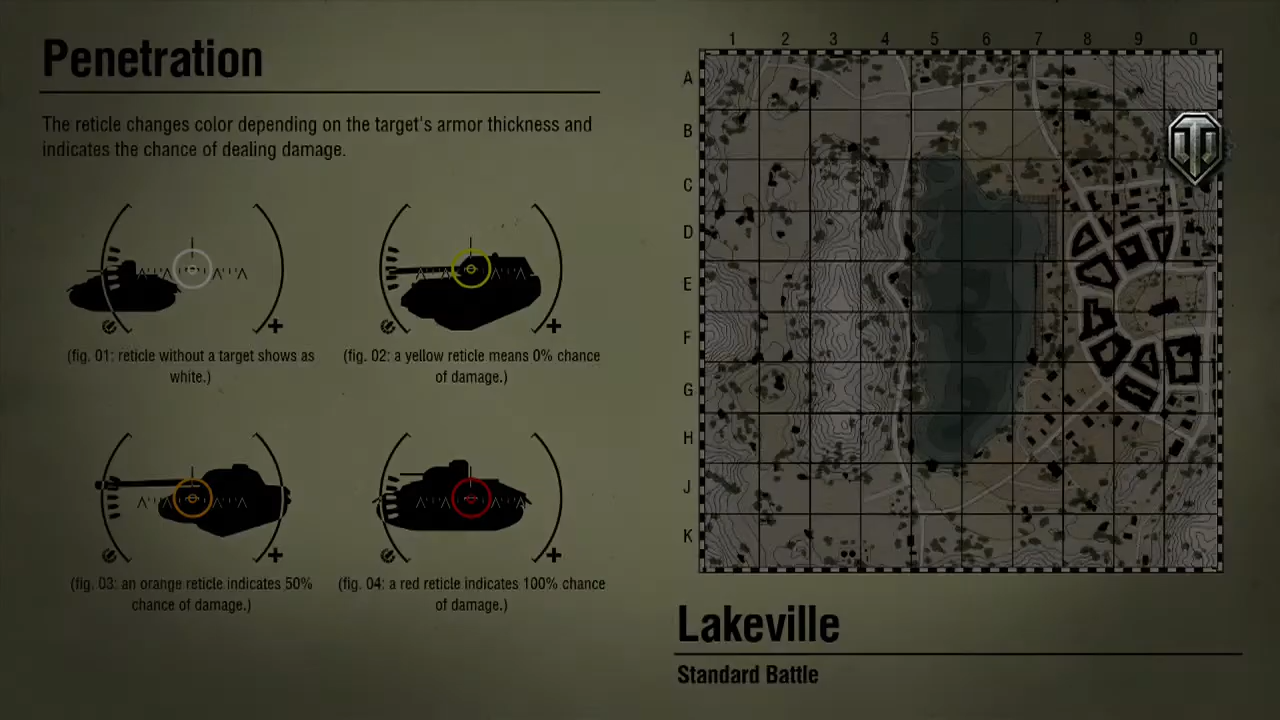 Penetration
The reticle changes color depending on the target's armor thickness and
indicates the chance of dealing damage.
(fig. 01: reticle without a target shows as
white.)
(fig. 02: a yellow reticle means 0% chance
of damage.)
(fig. 03: an orange reticle indicates 50%
chance of damage.)
(fig. 04: a red reticle indicates 100% chance
of damage.)
1 2 3 4 5 6 7 8 9 0
A
B
C
D
E
F
G
H
J
K
Lakeville
Standard Battle